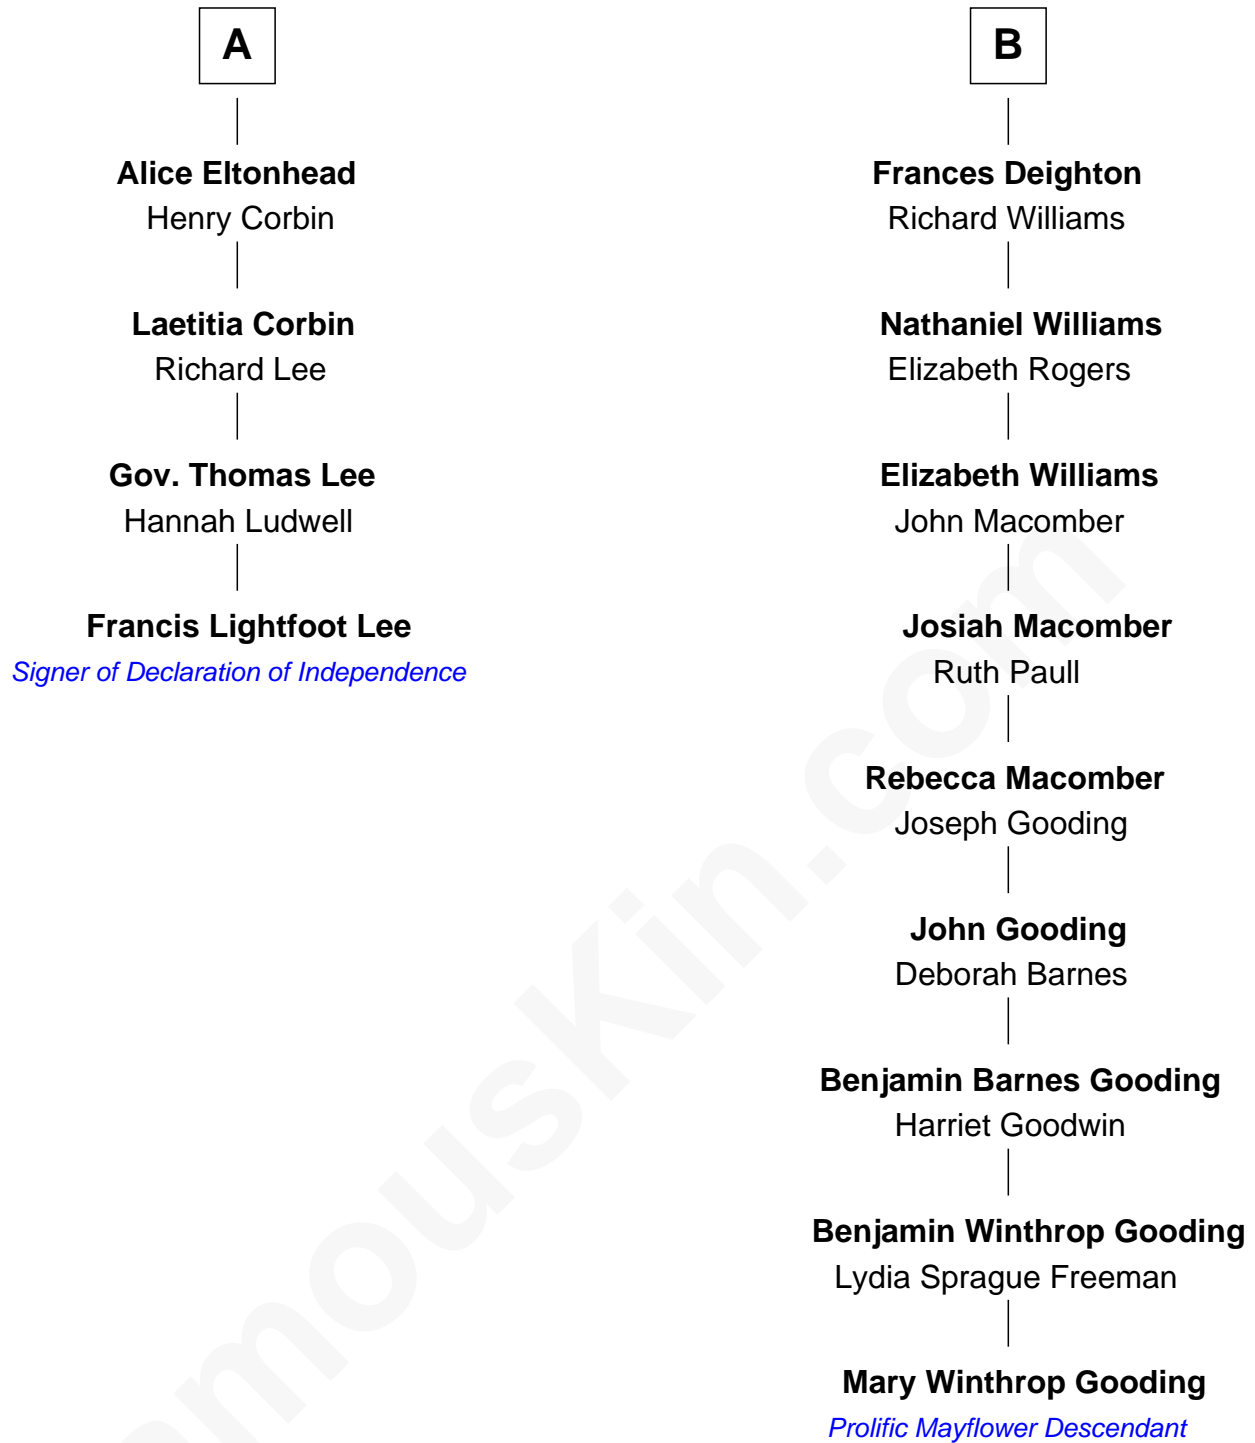 A
Alice Eltonhead
Henry Corbin
Laetitia Corbin
Richard Lee
Gov. Thomas Lee
Hannah Ludwell
Francis Lightfoot Lee
Signer of Declaration of Independence
B
Frances Deighton
Richard Williams
Nathaniel Williams
Elizabeth Rogers
Elizabeth Williams
John Macomber
Josiah Macomber
Ruth Paull
Rebecca Macomber
Joseph Gooding
John Gooding
Deborah Barnes
Benjamin Barnes Gooding
Harriet Goodwin
Benjamin Winthrop Gooding
Lydia Sprague Freeman
Mary Winthrop Gooding
Prolific Mayflower Descendant
amousKin.com